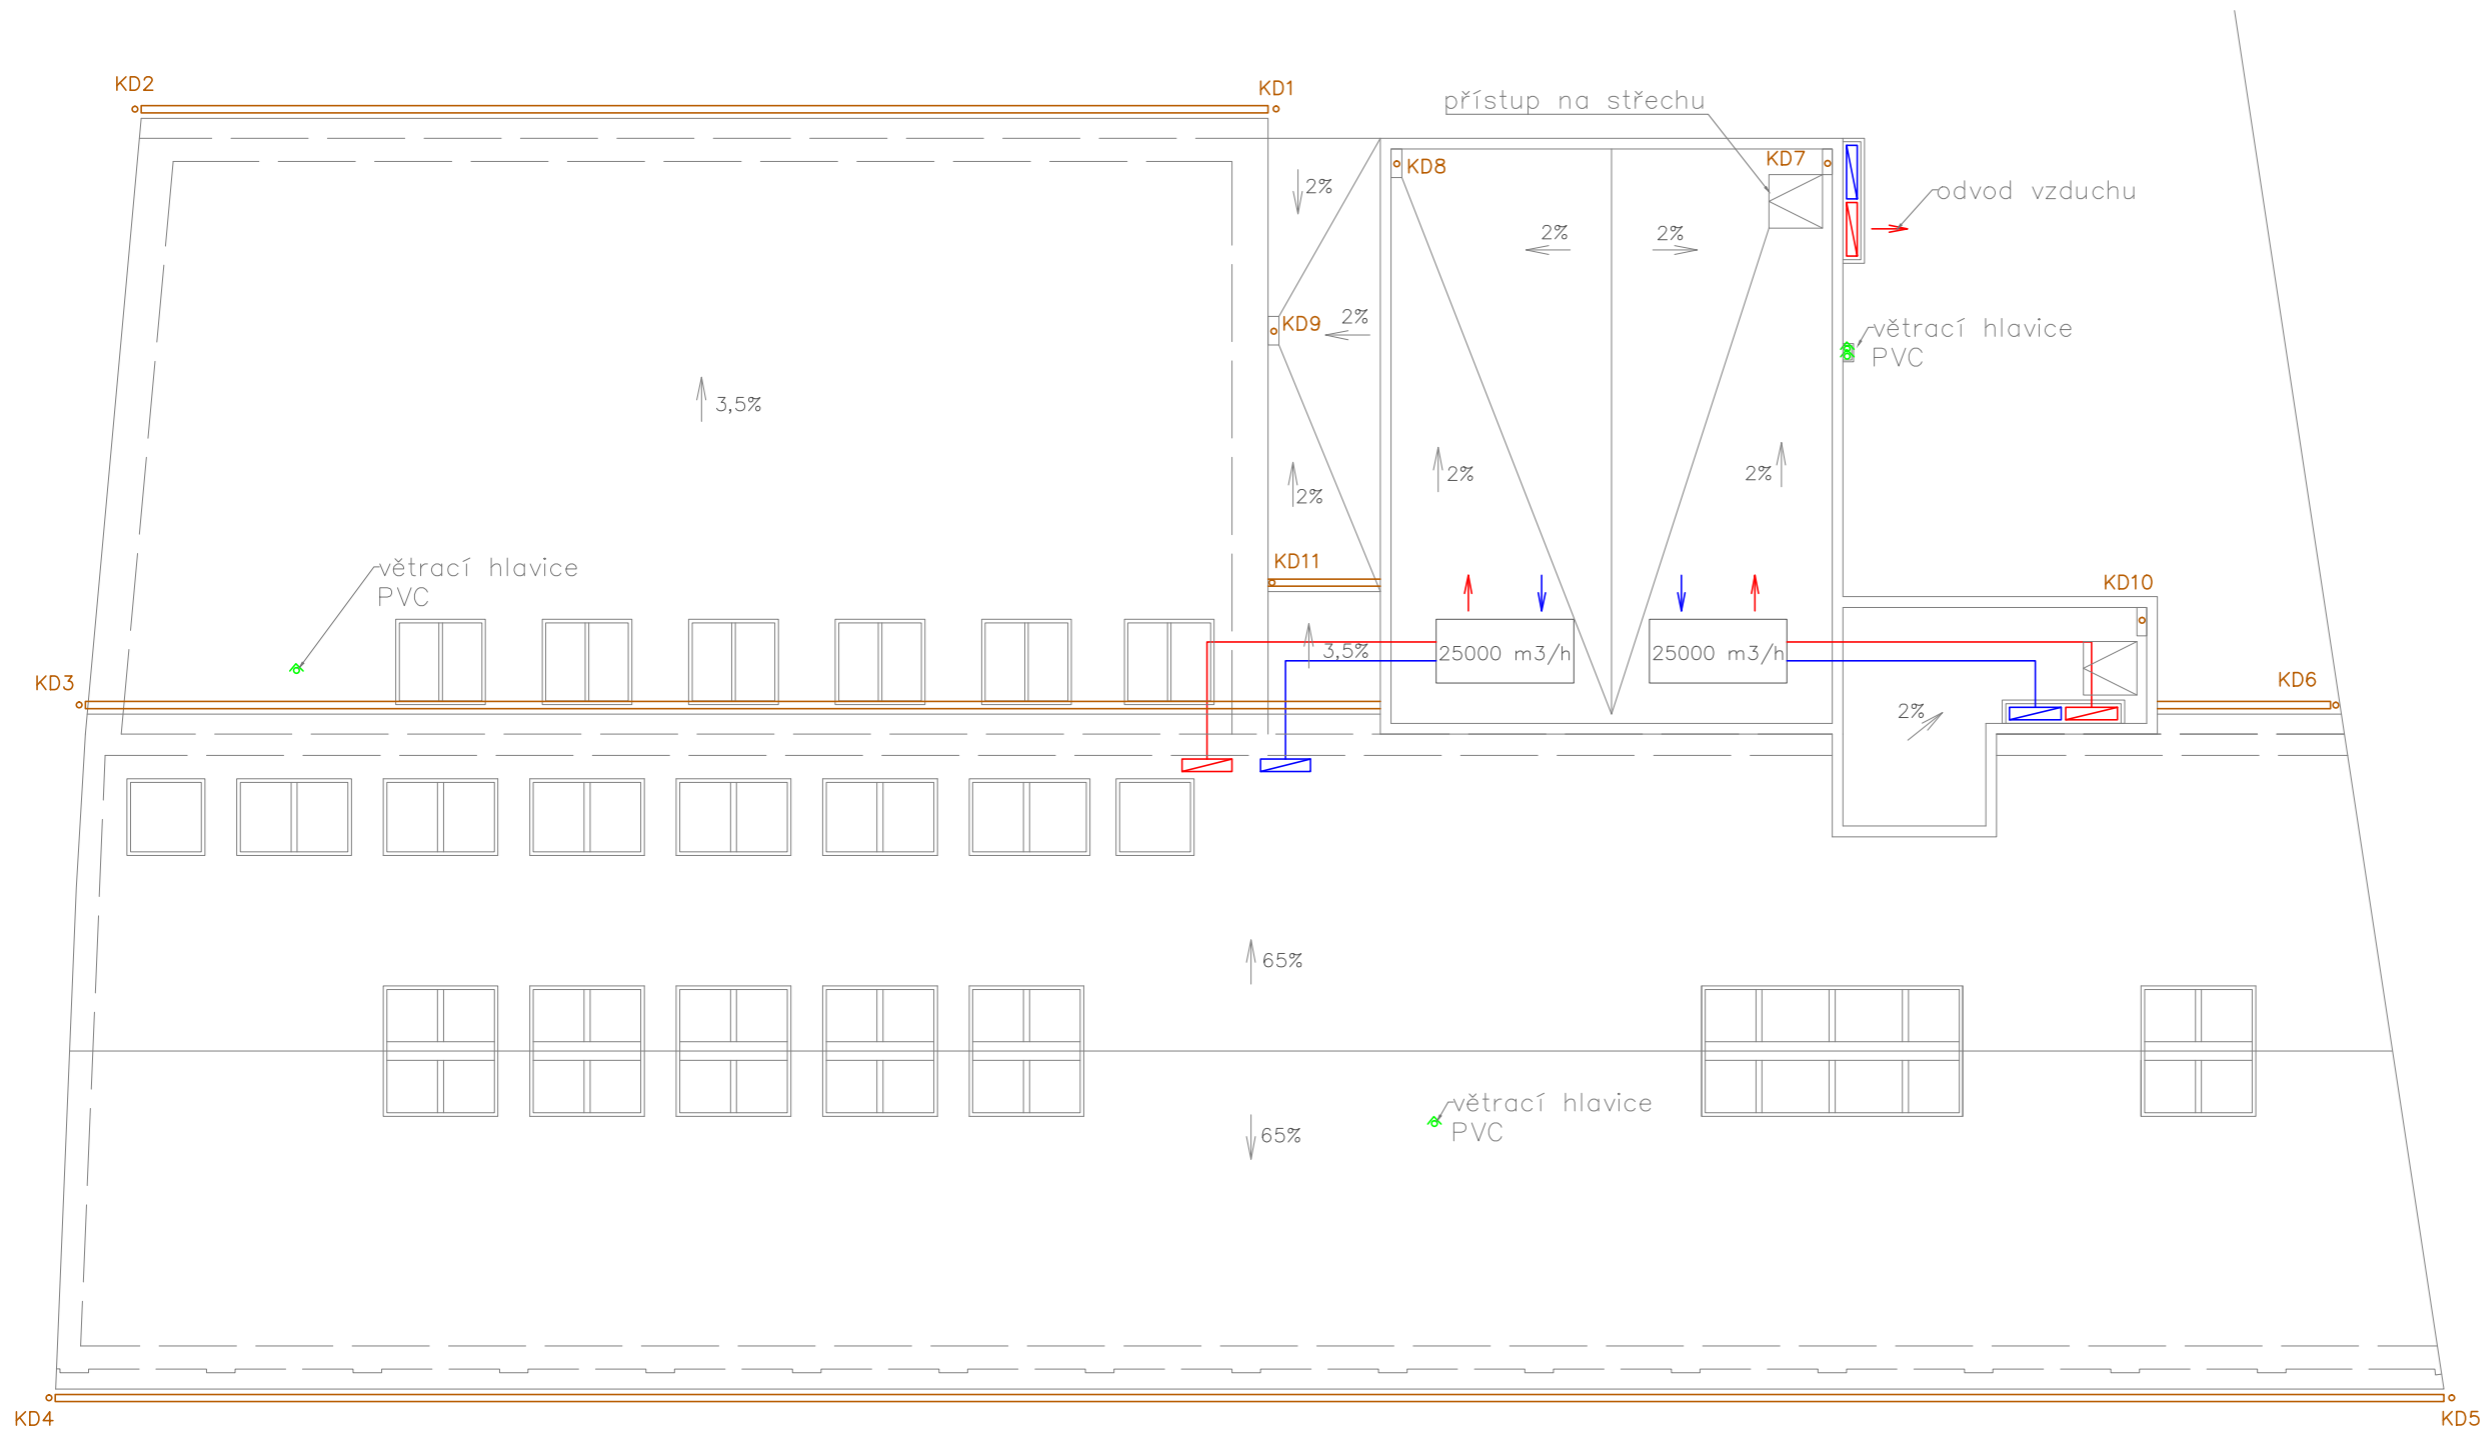 KD2
KD1
přístup na střechu
KD8
KD7
2%
odvod vzduchu
2%
2%
KD9
2%
větrací hlavice
PVC
3,5%
2%
2%
2%
KD11
větrací hlavice
PVC
KD10
3,5%
25000 m3/h
25000 m3/h
KD3
KD6
2%
65%
větrací hlavice
PVC
65%
KD4
KD5